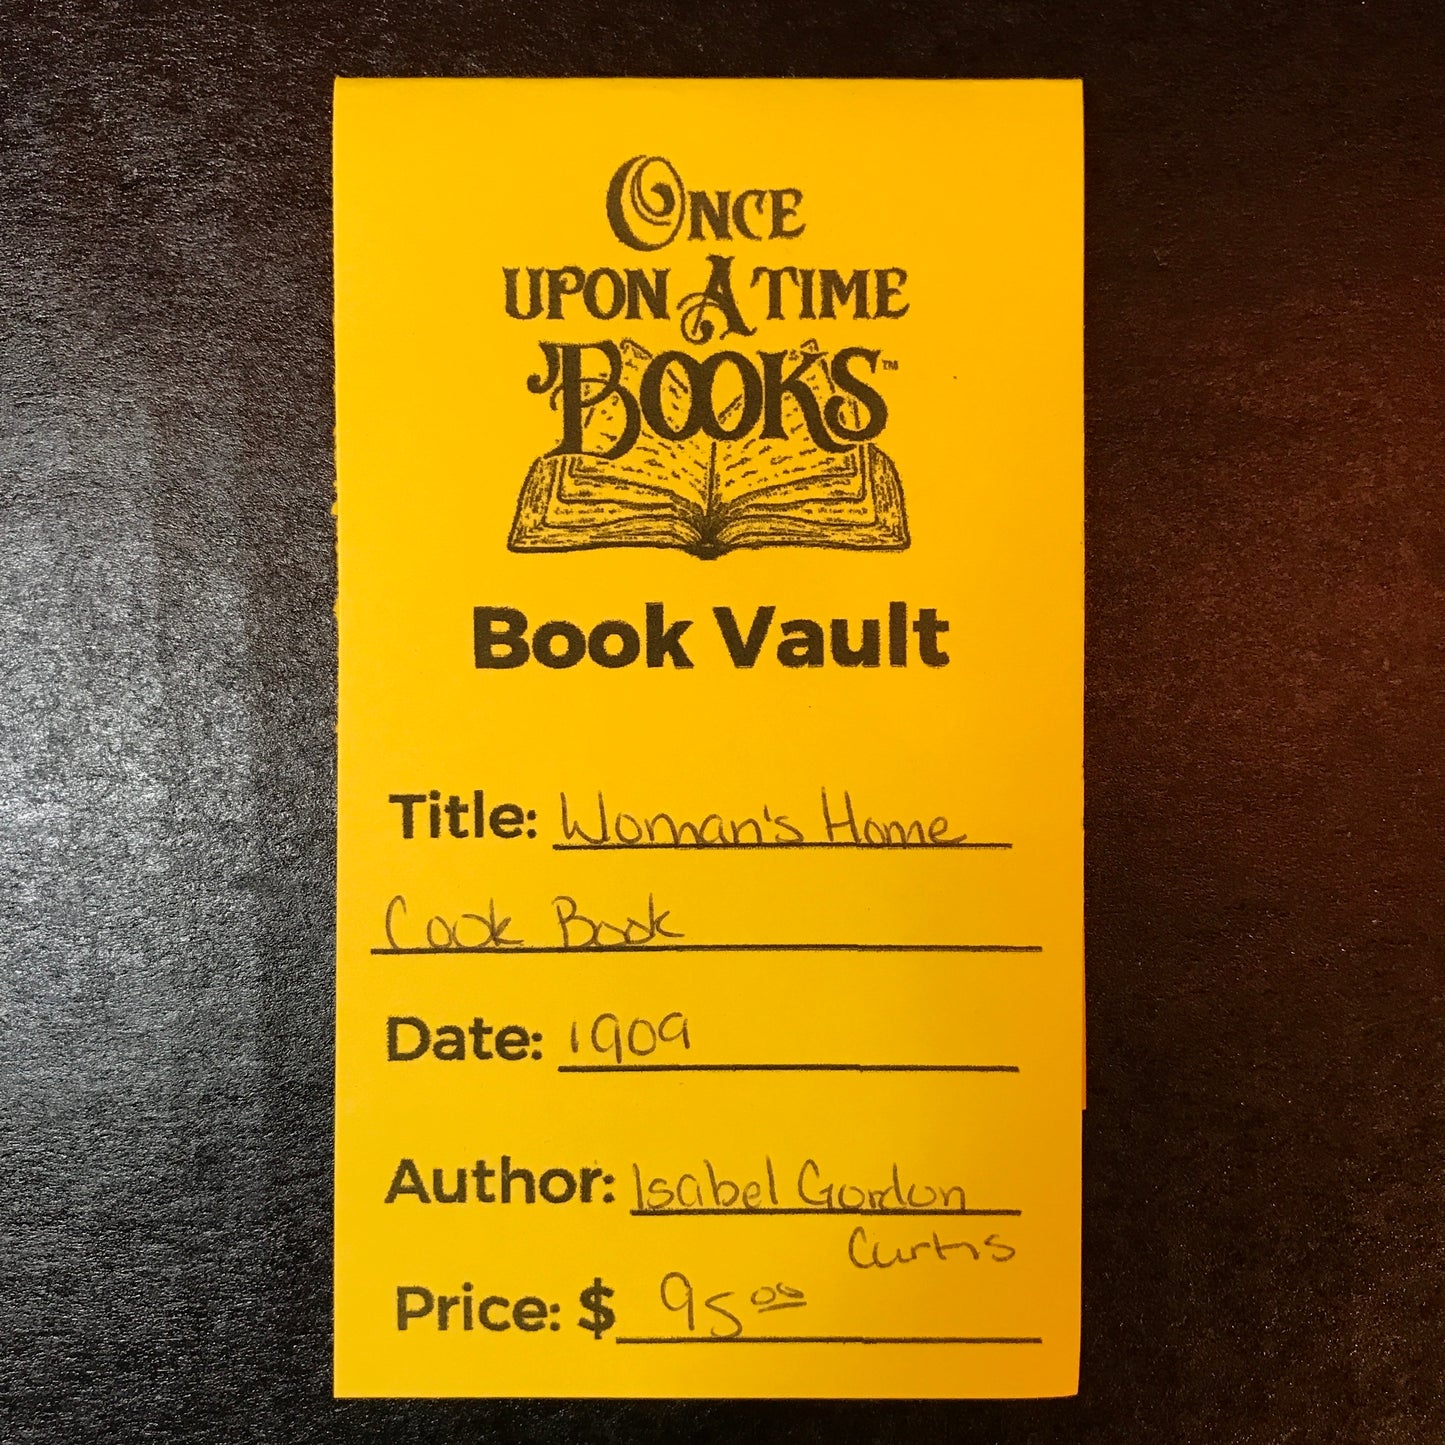 ONCE
UPON A TIME
BOOKS™
Book Vault
Title: Woman's Home
Cook Book
Date: 1909
Author: Isabel Gordon
Curtis
Price: $ 95 00